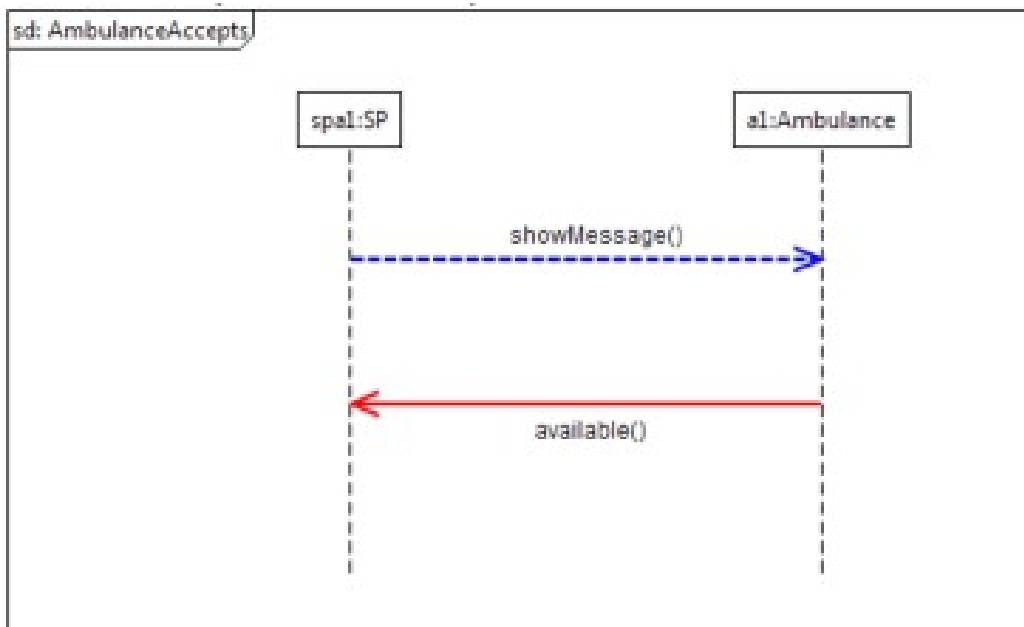 sd: AmbulanceAccepts
spa1:SP
a1:Ambulance
showMessage()
available()